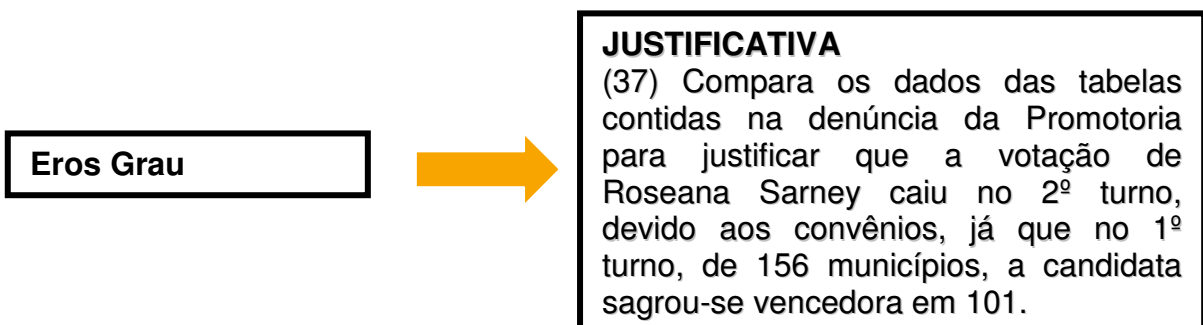 Eros Grau
JUSTIFICATIVA
(37) Compara os dados das tabelas
contidas na denúncia da Promotoria
para justificar que a votação de
Roseana Sarney caiu no 2º turno,
devido aos convênios, já que no 1º
turno, de 156 municípios, a candidata
sagrou-se vencedora em 101.